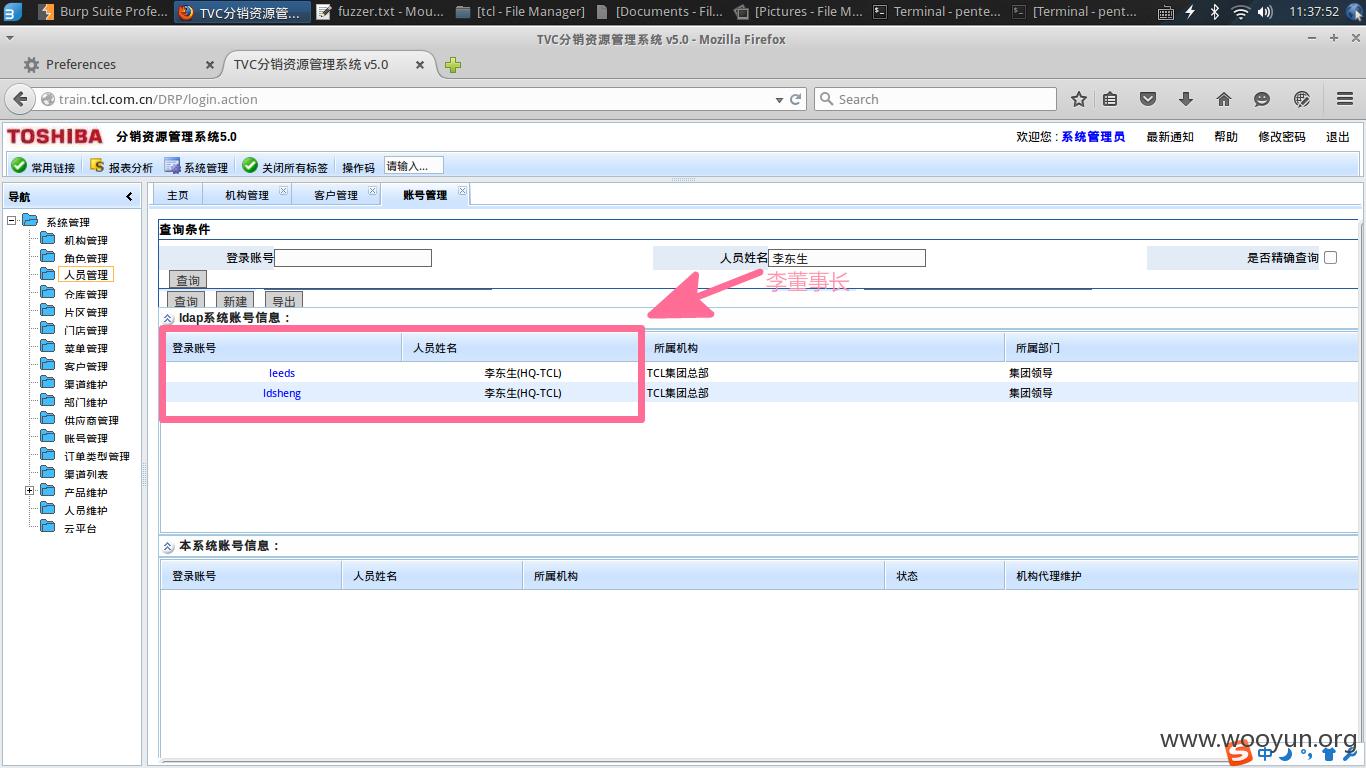 Burp Suite Profe... TVC分销资源管... fuzzer.txt - Mou... [tcl - File Manager] [Documents - Fil... [Pictures - File M... Terminal - pente... [Terminal - pent... 11:37:52
TVC分销资源管理系统 v5.0 - Mozilla Firefox
Preferences TVC分销资源管理系统 v5.0
train.tcl.com.cn/DRP/login.action Search
TOSHIBA 分销资源管理系统5.0 欢迎您 : 系统管理员 最新通知 帮助 修改密码 退出
常用链接 报表分析 系统管理 关闭所有标签 操作码 请输入...
导航
系统管理
机构管理
角色管理
人员管理
仓库管理
片区管理
门店管理
菜单管理
客户管理
渠道维护
部门维护
供应商管理
账号管理
订单类型管理
渠道列表
产品维护
人员维护
云平台
主页 机构管理 客户管理 账号管理
查询条件
登录账号 人员姓名 李东生 是否精确查询
查询
李董事长
查询 新建 导出
ldap系统账号信息：
登录账号 人员姓名 所属机构 所属部门
leeds 李东生(HQ-TCL) TCL集团总部 集团领导
ldsheng 李东生(HQ-TCL) TCL集团总部 集团领导
本系统账号信息：
登录账号 人员姓名 所属机构 状态 机构代理维护
www.wooyun.org
中